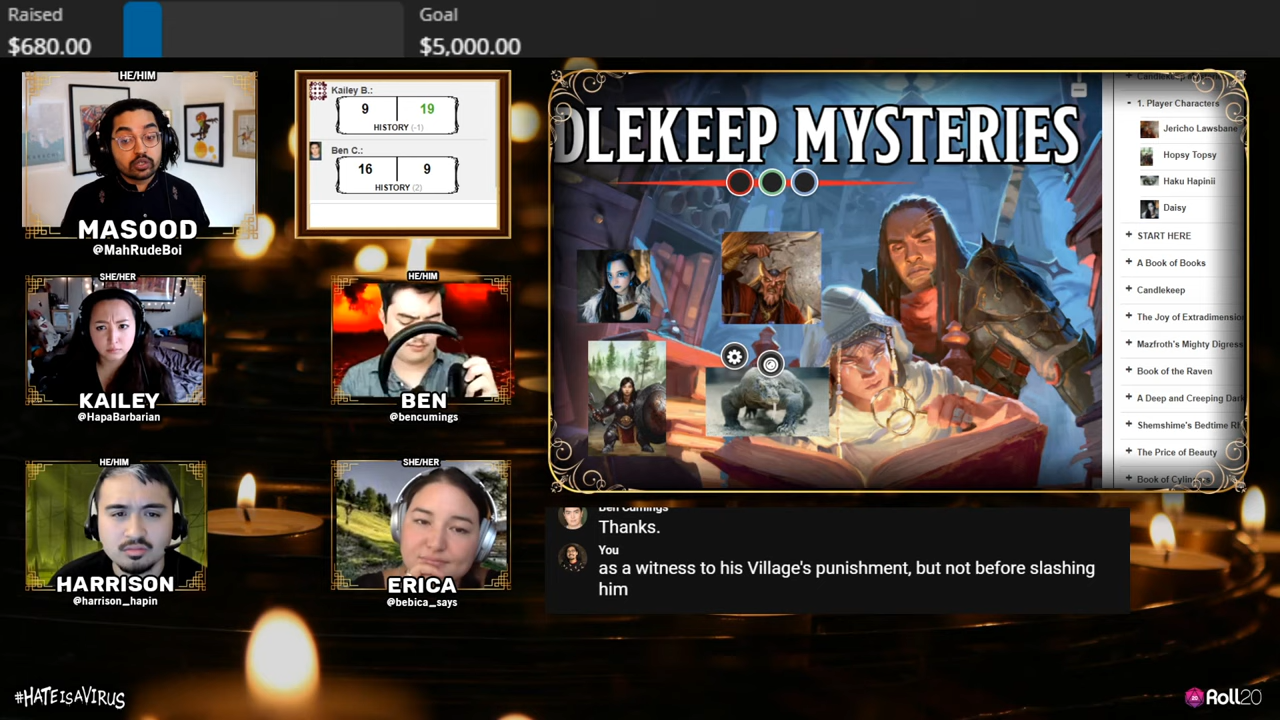 Raised
$680.00
Goal
$5,000.00
HE/HIM
MASOOD
@MahRudeBoi
Kailey B.:
9 19
HISTORY (-1)
Ben C.:
16 9
HISTORY (2)
SHE/HER
KAILEY
@HapaBarbarian
HE/HIM
BEN
@bencumings
HE/HIM
HARRISON
@harrison_hapin
SHE/HER
ERICA
@bebica_says
DLEKEEP MYSTERIES
1. Player Characters
Jericho Lawsbane
Hopsy Topsy
Haku Hapinii
Daisy
START HERE
A Book of Books
Candlekeep
The Joy of Extradimension
Mazfroth's Mighty Digress
Book of the Raven
A Deep and Creeping Dark
Shemshime's Bedtime Rh
The Price of Beauty
Book of Cylin
Ben Cumings
Thanks.
You
as a witness to his Village's punishment, but not before slashing
him
#HATEISAVIRUS
20 Roll20